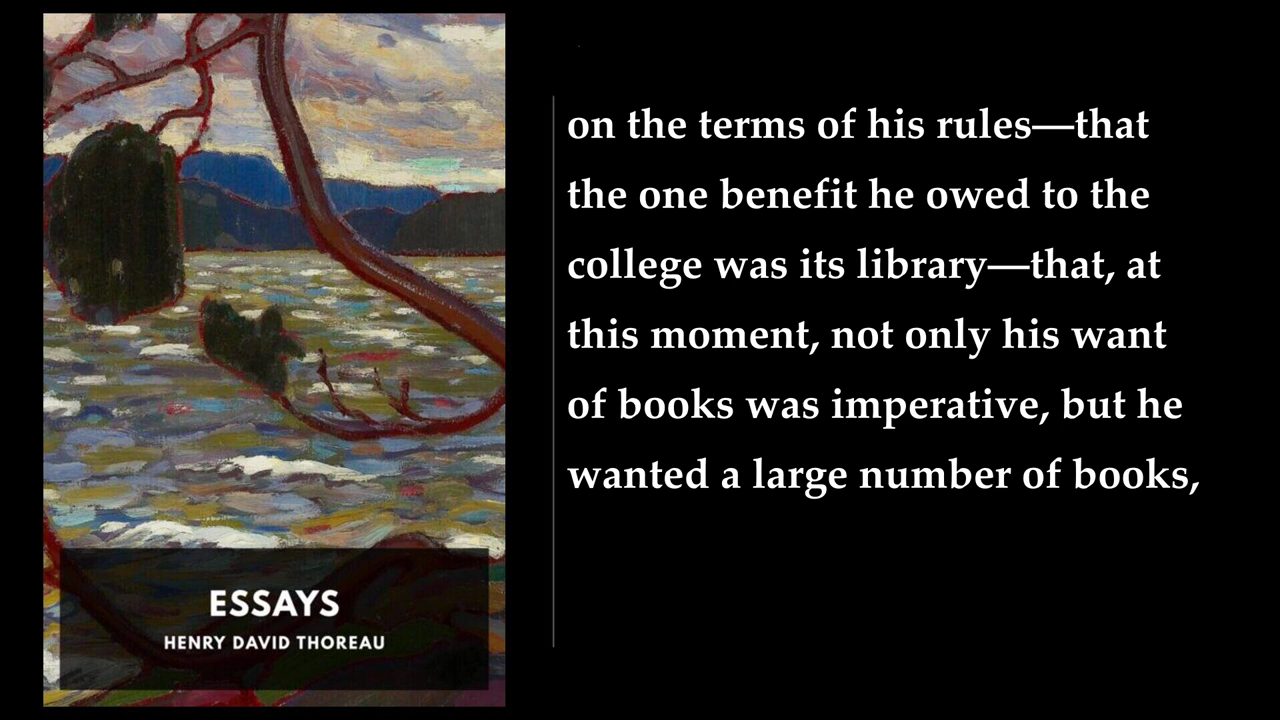 on the terms of his rules—that
the one benefit he owed to the
college was its library—that, at
this moment, not only his want
of books was imperative, but he
wanted a large number of books,
ESSAYS
HENRY DAVID THOREAU